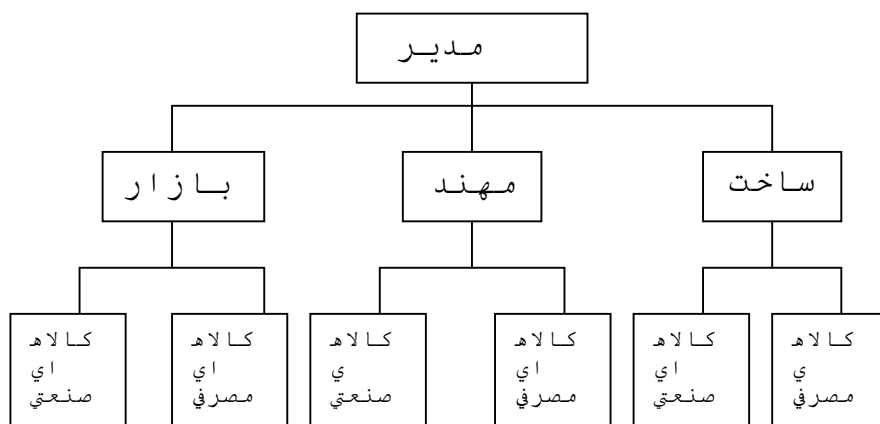 مدير
ساخت
مهند
بازار
كالاه
ي
مصرفي
كالاه
اي
صنعتي
كالاه
اي
مصرفي
كالاه
ي
صنعتي
كالاه
اي
مصرفي
كالاه
اي
صنعتي